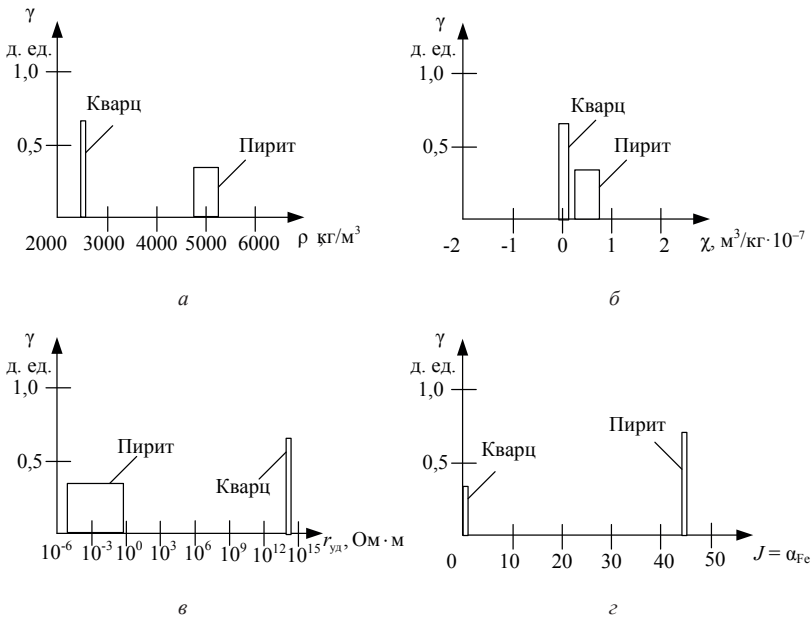 γ
д. ед.
1,0
0,5
Кварц
Пирит
2000 3000 4000 5000 6000 ρ кг/м³
а
γ
д. ед.
1,0
0,5
Кварц
Пирит
-2 -1 0 1 2 χ, м³/кг·10⁻⁷
б
γ
д. ед.
1,0
0,5
Пирит
Кварц
10⁻⁶ 10⁻³ 10⁰ 10³ 10⁶ 10⁹ 10¹² 10¹⁵ rуд, Ом · м
в
γ
д. ед.
1,0
0,5
Кварц
Пирит
0 10 20 30 40 50 J = αFe
г